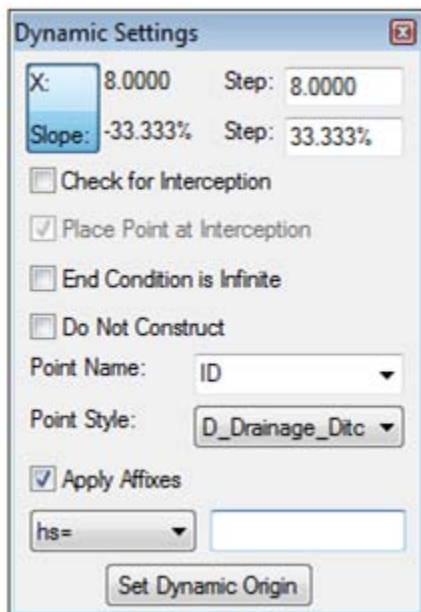 Dynamic Settings
X: 8.0000 Step: 8.0000
Slope: -33.333% Step: 33.333%
Check for Interception
Place Point at Interception
End Condition is Infinite
Do Not Construct
Point Name: ID
Point Style: D_Drainage_Ditc
Apply Affixes
hs=
Set Dynamic Origin